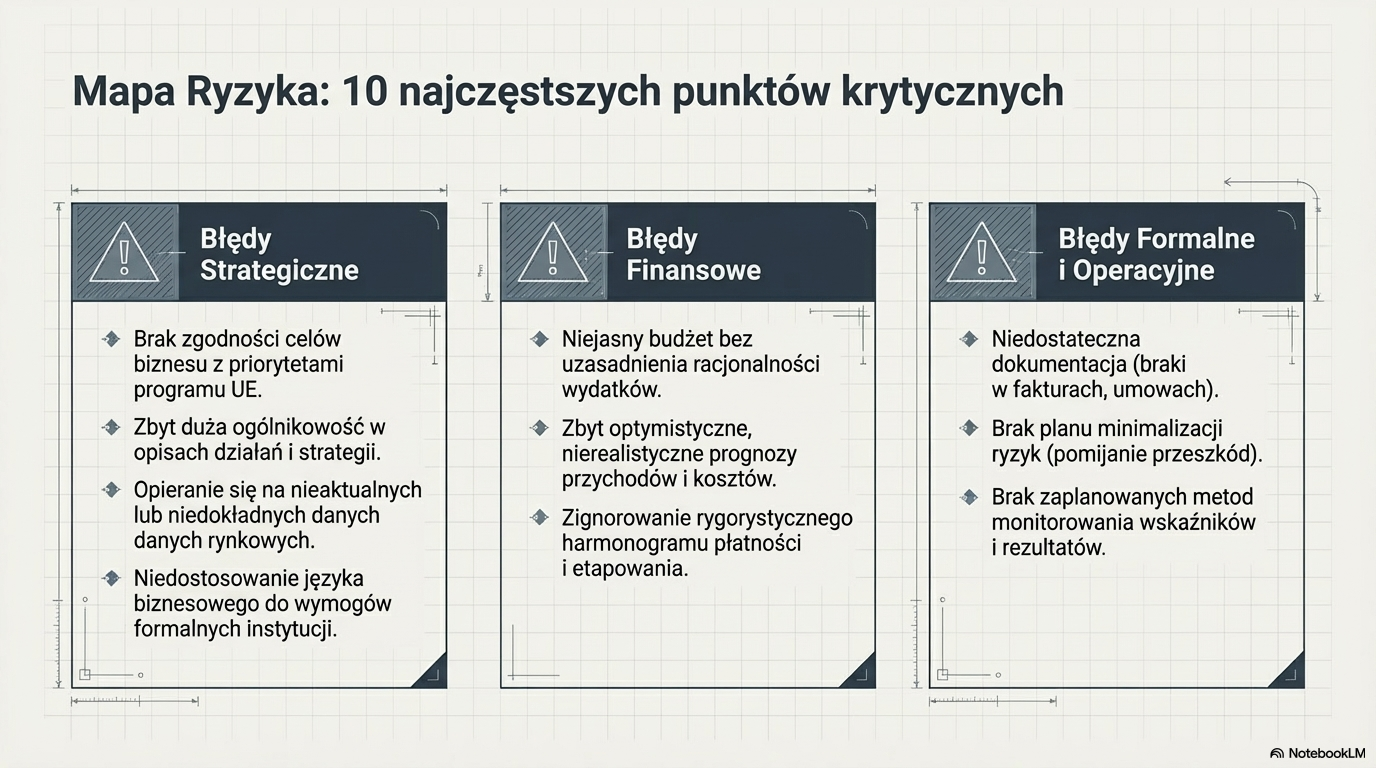 Mapa Ryzyka: 10 najczęstszych punktów krytycznych
Błędy
Strategiczne
Brak zgodności celów
biznesu z priorytetami
programu UE.
Zbyt duża ogólnikowość w
opisach działań i strategii.
Opieranie się na nieaktualnych
lub niedokładnych danych
danych rynkowych.
Niedostosowanie języka
biznesowego do wymogów
formalnych instytucji.
Błędy
Finansowe
Niejasny budżet bez
uzasadnienia racjonalności
wydatków.
Zbyt optymistyczne,
nierealistyczne prognozy
przychodów i kosztów.
Zignorowanie rygorystycznego
harmonogramu płatności
i etapowania.
Błędy Formalne
i Operacyjne
Niedostateczna
dokumentacja (braki
w fakturach, umowach).
Brak planu minimalizacji
ryzyk (pomijanie przeszkód).
Brak zaplanowanych metod
monitorowania wskaźników
i rezultatów.
NotebookLM